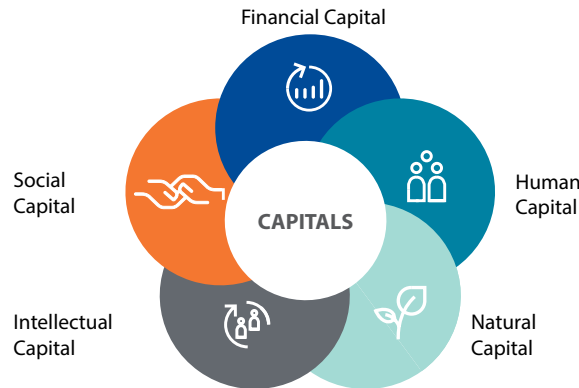 Financial Capital
Social
Capital
Human
Capital
CAPITALS
Intellectual
Capital
Natural
Capital